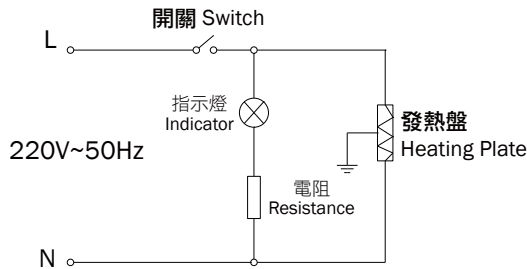 開關 Switch
L
指示燈
Indicator
發熱盤
Heating Plate
220V~50Hz
電阻
Resistance
N